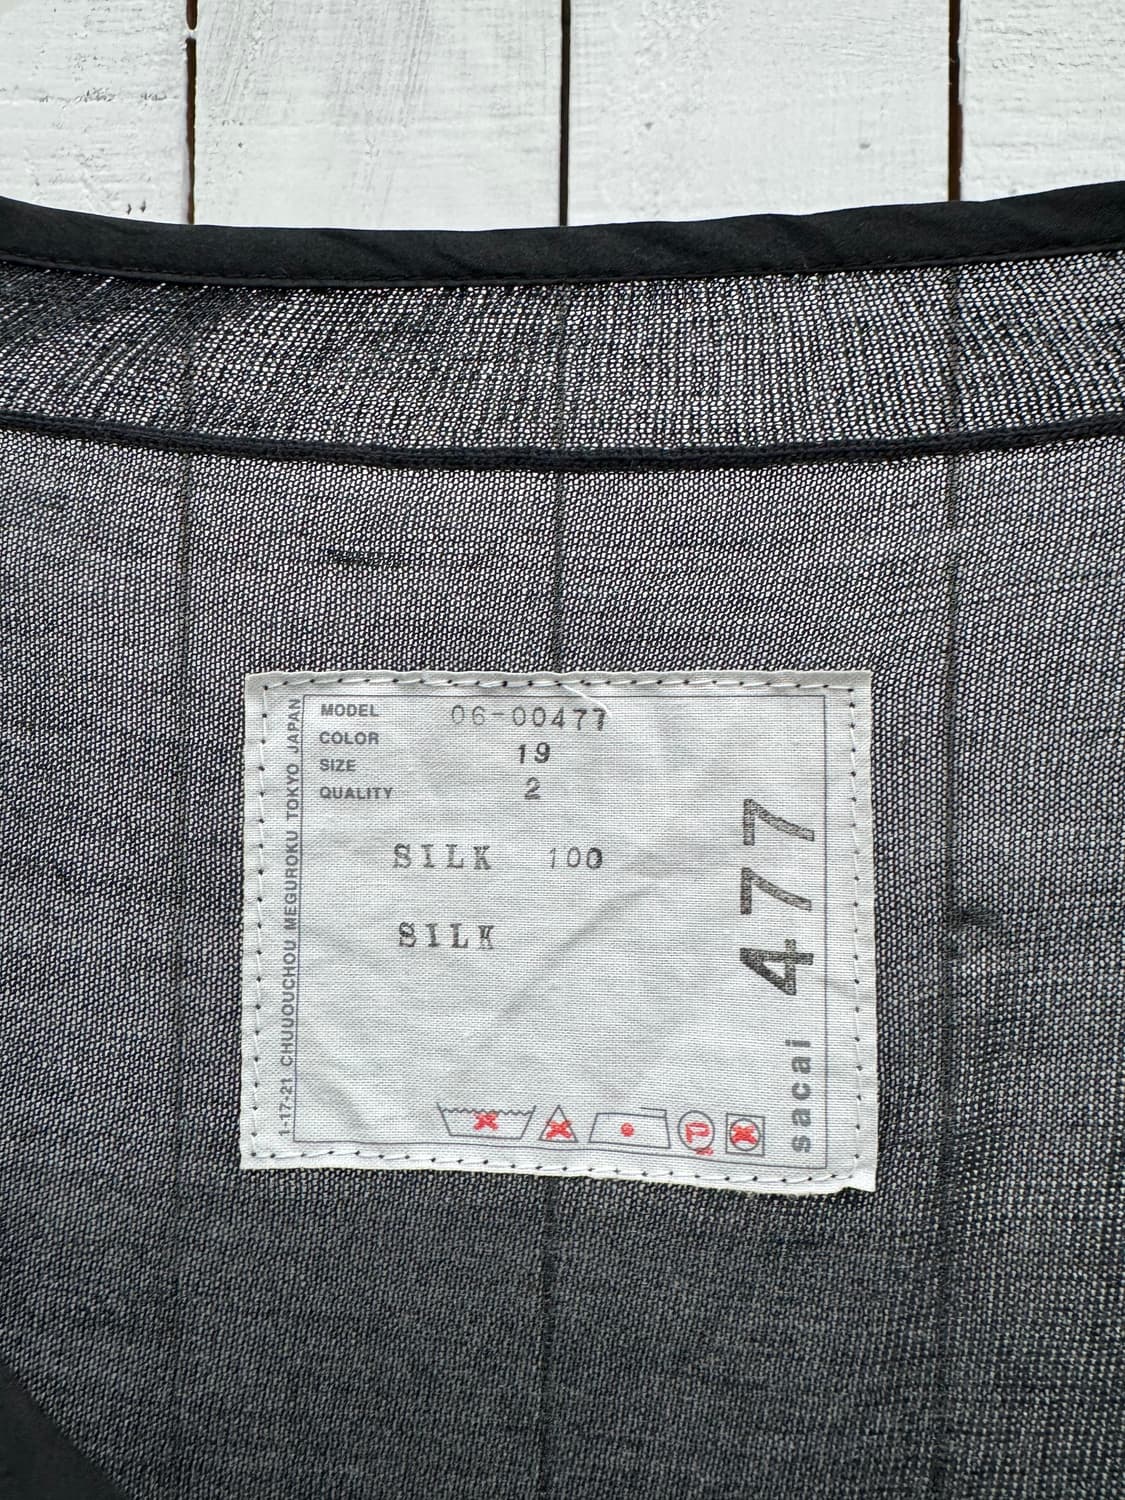 MODEL 06-00477
COLOR 19
SIZE 2
QUALITY
SILK 100
SILK
1-17-21 CHUUOUCHOU MEGUROKU TOKYO JAPAN
sacai 477
P